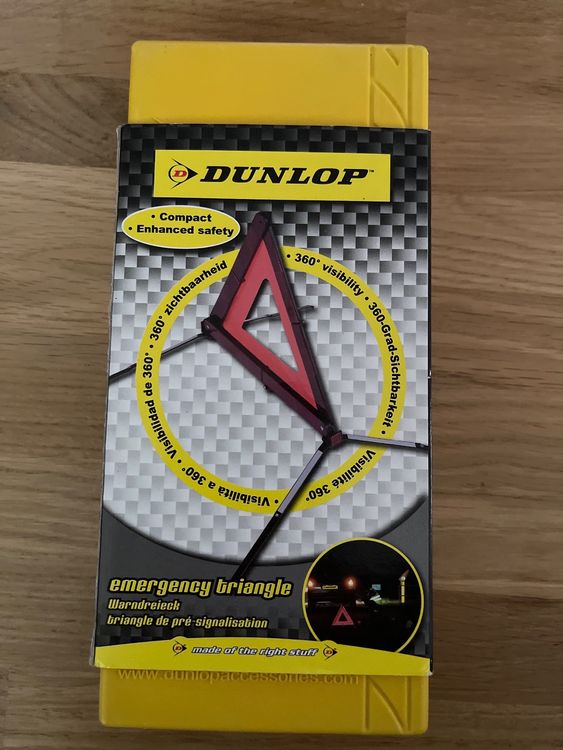 DUNLOP™
• Compact
• Enhanced safety
• 360° visibility • 360-Grad-Sichtbarkeit • Visibilité 360° • Visibilità a 360° • Visibilidad de 360° • 360° zichtbaarheid
emergency triangle
Warndreieck
triangle de pré-signalisation
made of the right stuff
www.dunlopaccessories.com